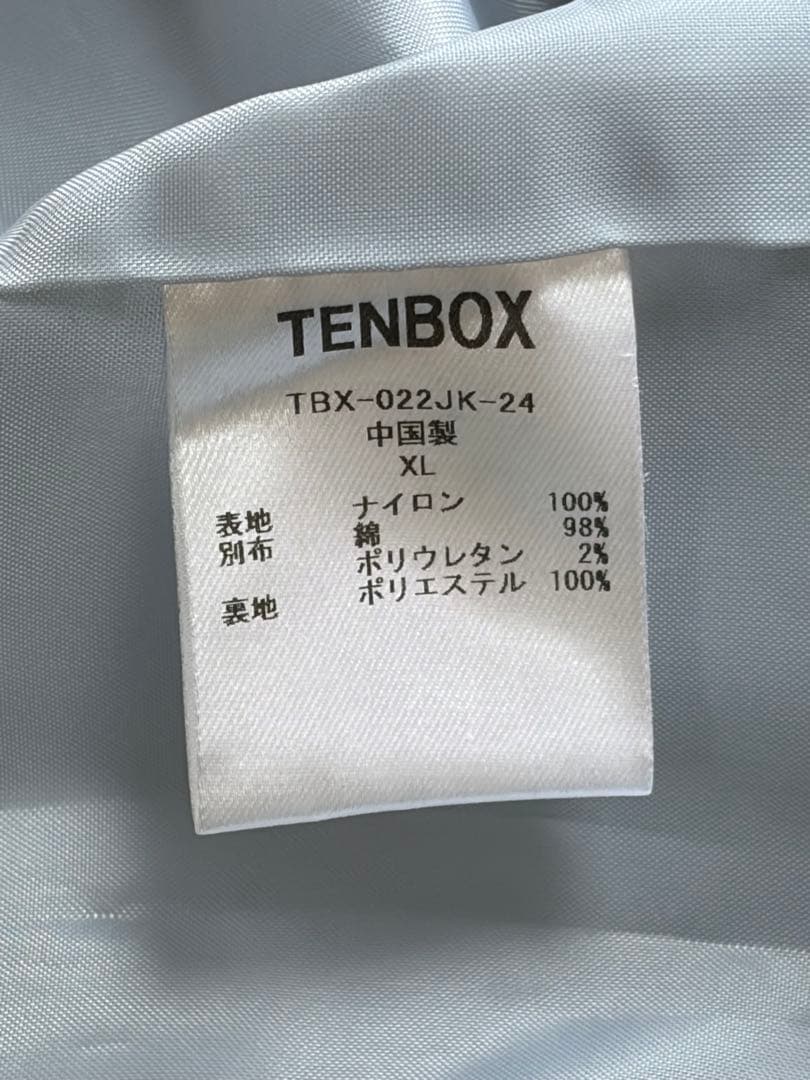 TENBOX
TBX-022JK-24
中国製
XL
表地 ナイロン 100%
別布 綿 98%
ポリウレタン 2%
裏地 ポリエステル 100%